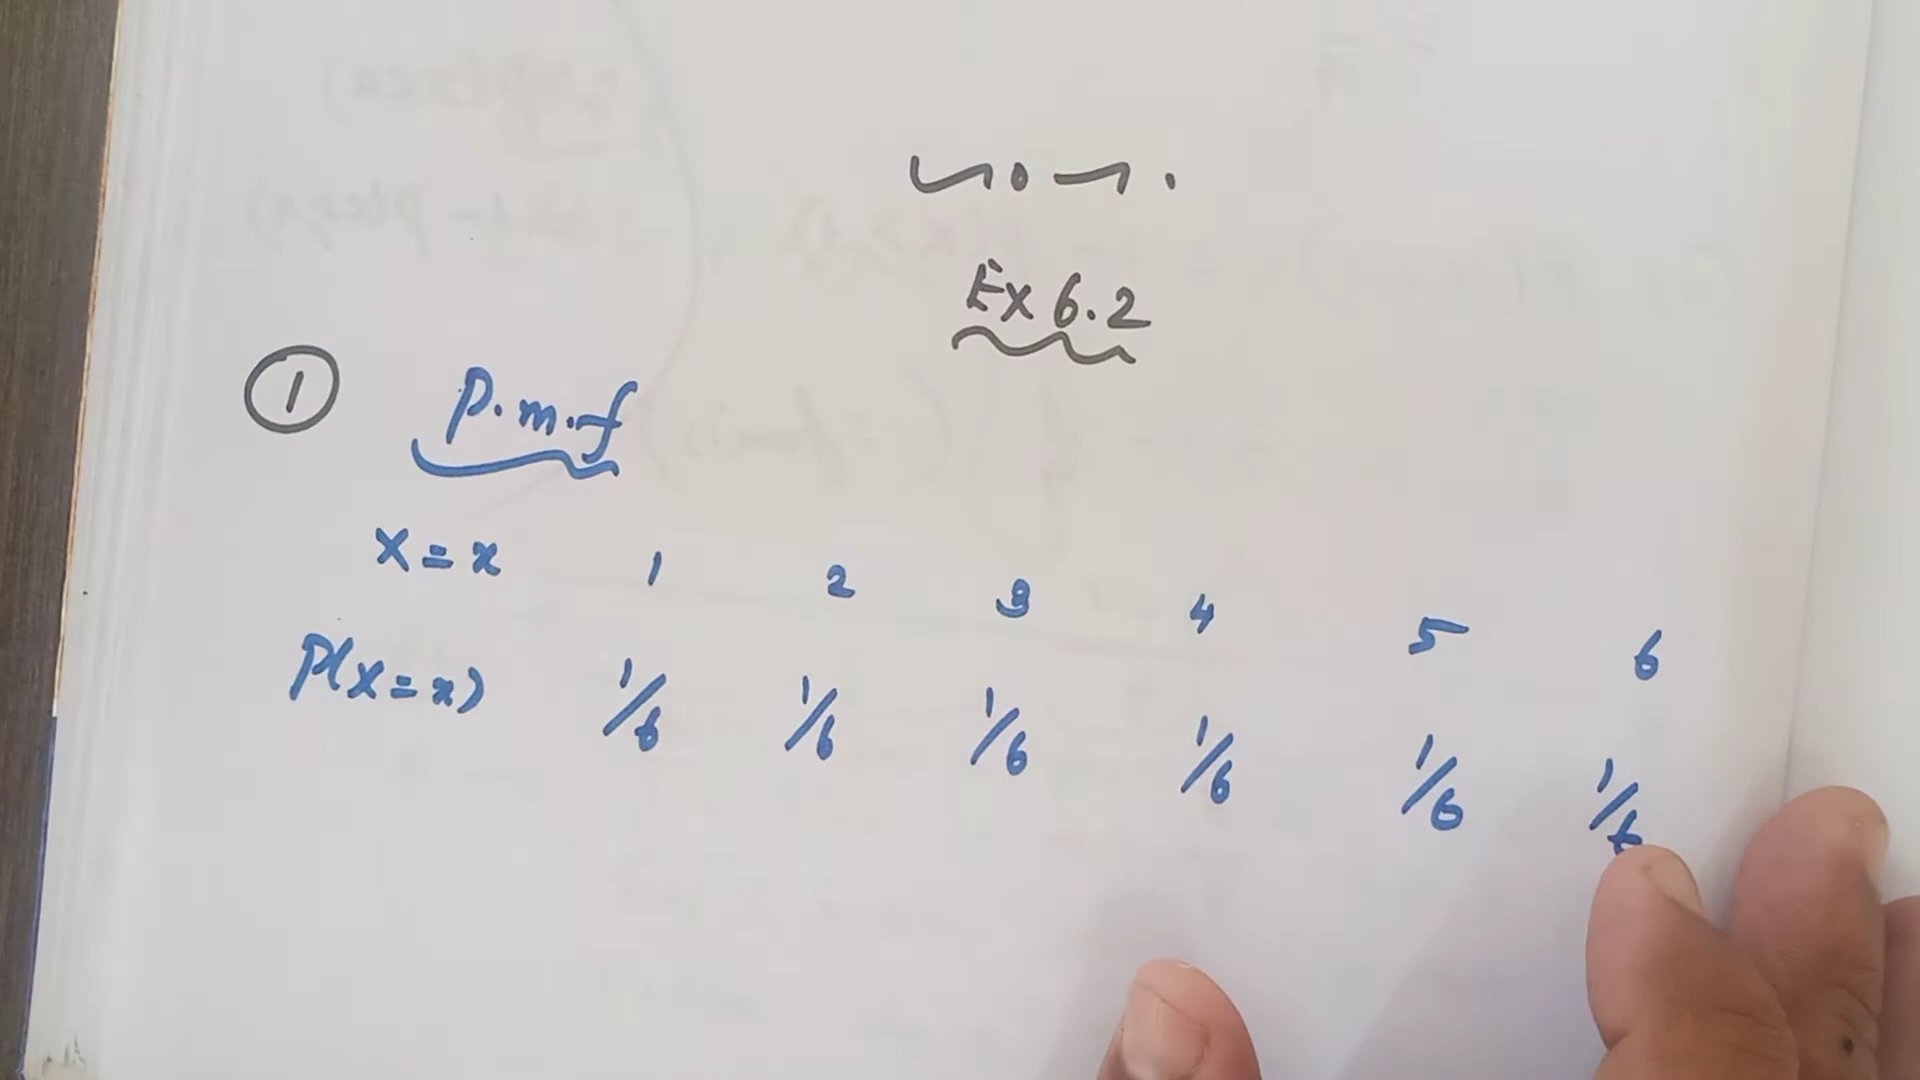 Ex 6.2
① P.m.f
X = x 1 2 3 4 5 6
P(X = x) 1/6 1/6 1/6 1/6 1/6 1/6